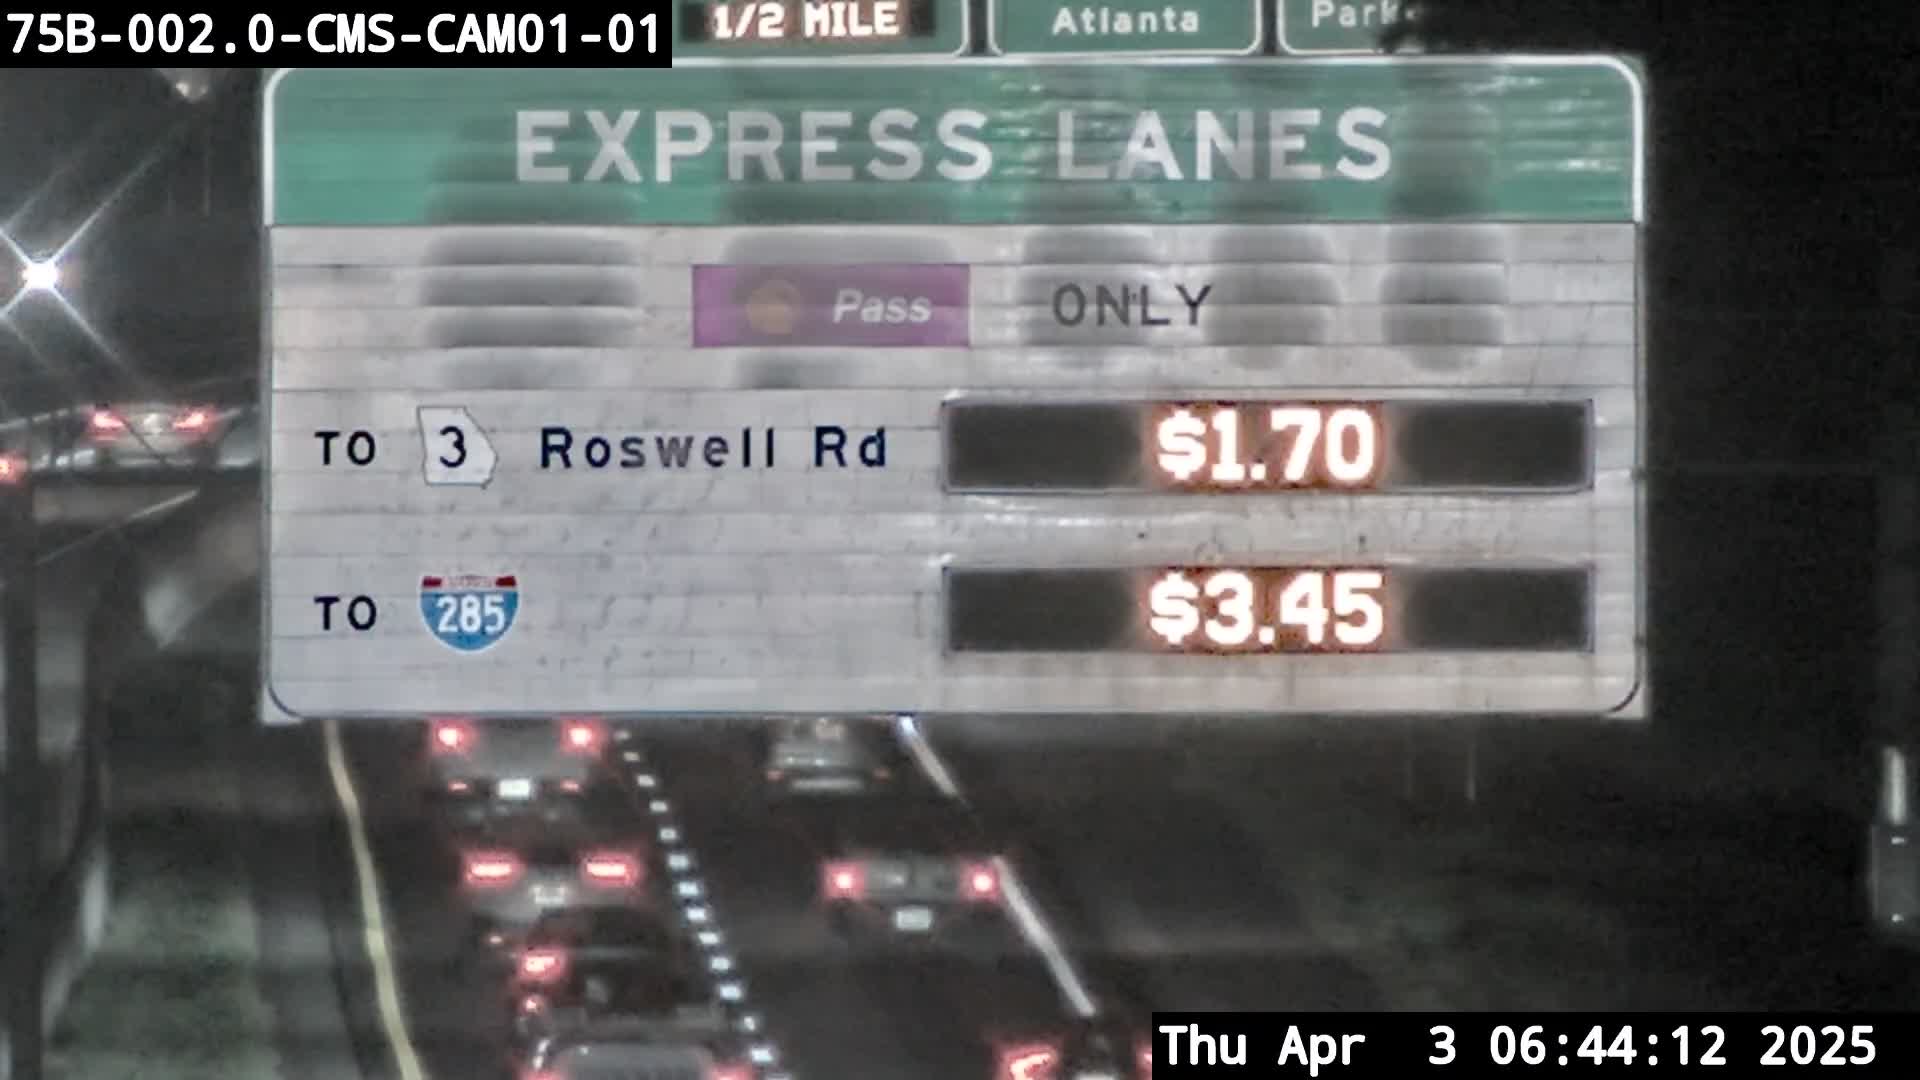 75B-002.0-CMS-CAM01-01
1/2 MILE
Atlanta
Park
EXPRESS LANES
Pass ONLY
TO 3 Roswell Rd $1.70
TO 285 $3.45
Thu Apr 3 06:44:12 2025